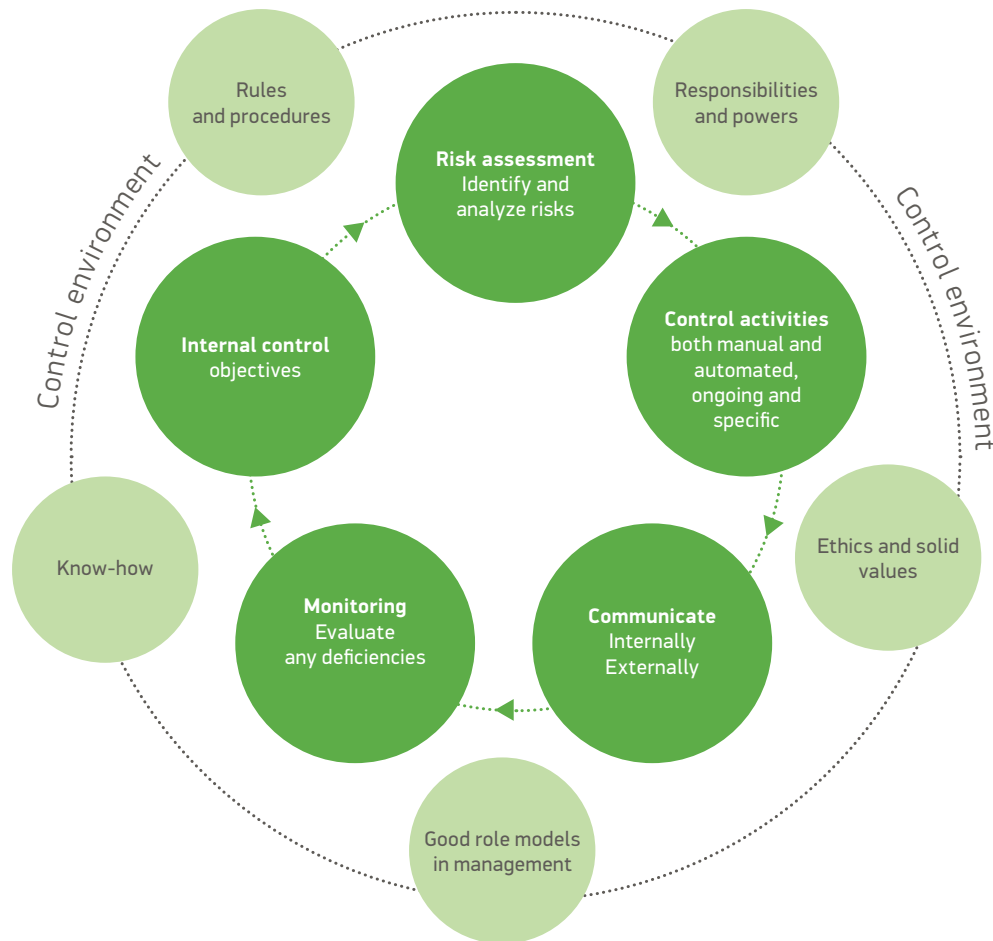 Rules
and procedures
Responsibilities
and powers
Control environment
Control environment
Risk assessment
Identify and
analyze risks
Internal control
objectives
Control activities
both manual and
automated,
ongoing and
specific
Know-how
Ethics and solid
values
Monitoring
Evaluate
any deficiencies
Communicate
Internally
Externally
Good role models
in management